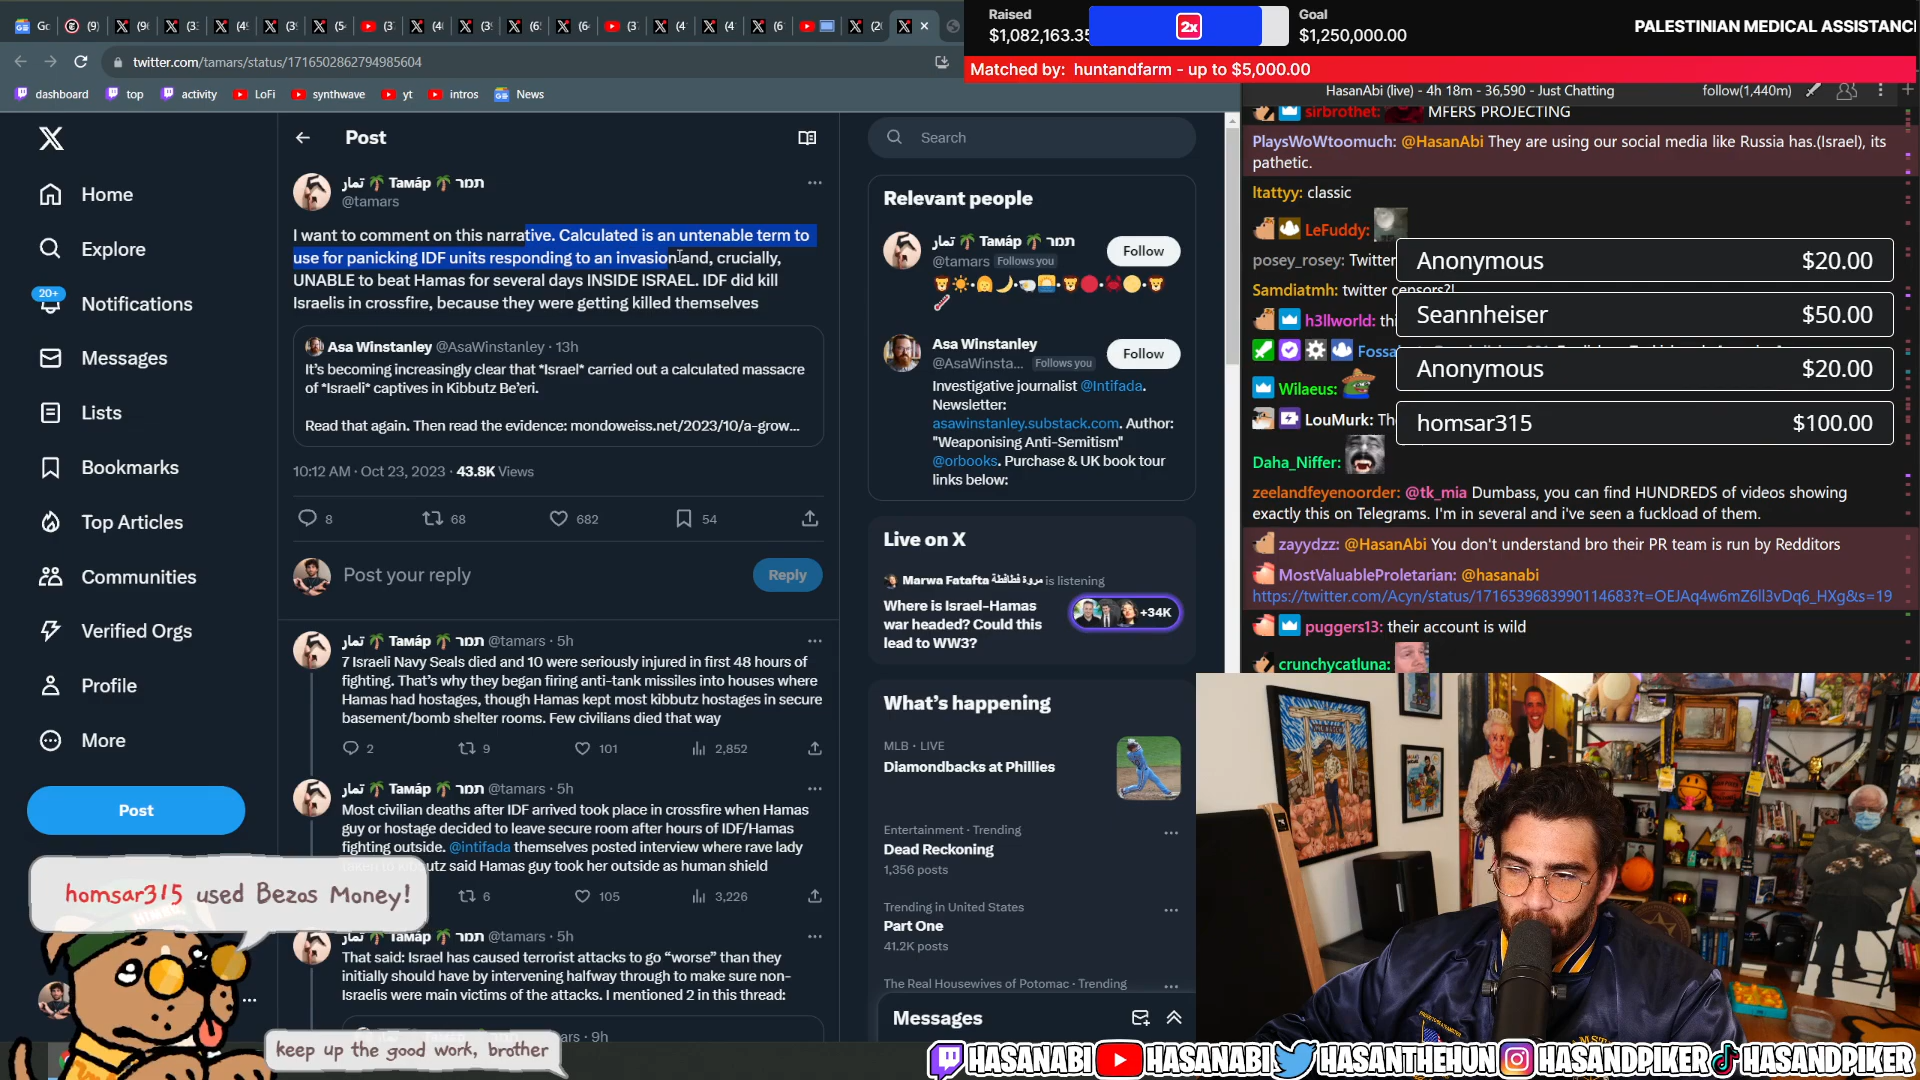 twitter.com/tamars/status/1716502862794985604
dashboard
top
activity
LoFi
synthwave
yt
intros
News
Raised
$1,082,163.35
2x
Goal
$1,250,000.00
PALESTINIAN MEDICAL ASSISTANC
Matched by: huntandfarm - up to $5,000.00
Home
Explore
20+
Notifications
Messages
Lists
Bookmarks
Top Articles
Communities
Verified Orgs
Profile
More
Post
Post
تمار 🌴 Tamáp 🌴 תמר
@tamars
I want to comment on this narrative. Calculated is an untenable term to
use for panicking IDF units responding to an invasion and, crucially,
UNABLE to beat Hamas for several days INSIDE ISRAEL. IDF did kill
Israelis in crossfire, because they were getting killed themselves
Asa Winstanley @AsaWinstanley · 13h
It's becoming increasingly clear that *Israel* carried out a calculated massacre
of *Israeli* captives in Kibbutz Be'eri.
Read that again. Then read the evidence: mondoweiss.net/2023/10/a-grow...
10:12 AM · Oct 23, 2023 · 43.8K Views
8
68
682
54
Post your reply
Reply
تمار 🌴 Tamáp 🌴 תמר @tamars · 5h
7 Israeli Navy Seals died and 10 were seriously injured in first 48 hours of
fighting. That's why they began firing anti-tank missiles into houses where
Hamas had hostages, though Hamas kept most kibbutz hostages in secure
basement/bomb shelter rooms. Few civilians died that way
2
9
101
2,852
تمار 🌴 Tamáp 🌴 תמר @tamars · 5h
Most civilian deaths after IDF arrived took place in crossfire when Hamas
guy or hostage decided to leave secure room after hours of IDF/Hamas
fighting outside. @intifada themselves posted interview where rave lady
taken to kibbutz said Hamas guy took her outside as human shield
6
105
3,226
تمار 🌴 Tamáp 🌴 תמר @tamars · 5h
That said: Israel has caused terrorist attacks to go "worse" than they
initially should have by intervening halfway through to make sure non-
Israelis were main victims of the attacks. I mentioned 2 in this thread:
· 9h
homsar315 used Bezos Money!
keep up the good work, brother
Search
Relevant people
تمار 🌴 Tamáp 🌴 תמר
@tamars Follows you
Follow
Asa Winstanley
@AsaWinsta... Follows you
Follow
Investigative journalist @Intifada.
Newsletter:
asawinstanley.substack.com. Author:
"Weaponising Anti-Semitism"
@orbooks. Purchase & UK book tour
links below:
Live on X
Marwa Fatafta مروة فطافطة is listening
Where is Israel-Hamas
war headed? Could this
lead to WW3?
+34K
What's happening
MLB · LIVE
Diamondbacks at Phillies
Entertainment · Trending
Dead Reckoning
1,356 posts
Trending in United States
Part One
41.2K posts
The Real Housewives of Potomac · Trending
Messages
HasanAbi (live) - 4h 18m - 36,590 - Just Chatting
follow(1,440m)
sirbrothet: MFERS PROJECTING
PlaysWoWtoomuch: @HasanAbi They are using our social media like Russia has.(Israel), its
pathetic.
ltattyy: classic
LeFuddy:
posey_rosey: Twitter
Samdiatmh: twitter censors?!
h3llworld: thi
Fossa
Wilaeus:
LouMurk: Th
Daha_Niffer:
Anonymous $20.00
Seannheiser $50.00
Anonymous $20.00
homsar315 $100.00
zeelandfeyenoorder: @tk_mia Dumbass, you can find HUNDREDS of videos showing
exactly this on Telegrams. I'm in several and i've seen a fuckload of them.
zayydzz: @HasanAbi You don't understand bro their PR team is run by Redditors
MostValuableProletarian: @hasanabi
https://twitter.com/Acyn/status/1716539683990114683?t=OEJAq4w6mZ6ll3vDq6_HXg&s=19
puggers13: their account is wild
crunchycatluna:
HASANABI
HASANABI
HASANTHEHUN
HASANDPIKER
HASANDPIKER